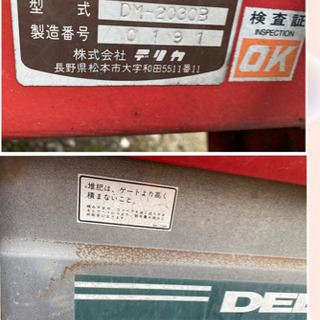 型式 DM-2030B
製造番号 C191
株式会社 デリカ
長野県松本市大字和田5511番11
検査証
INSPECTION
OK
堆肥は、ゲートより高く
積まないこと。
DEL